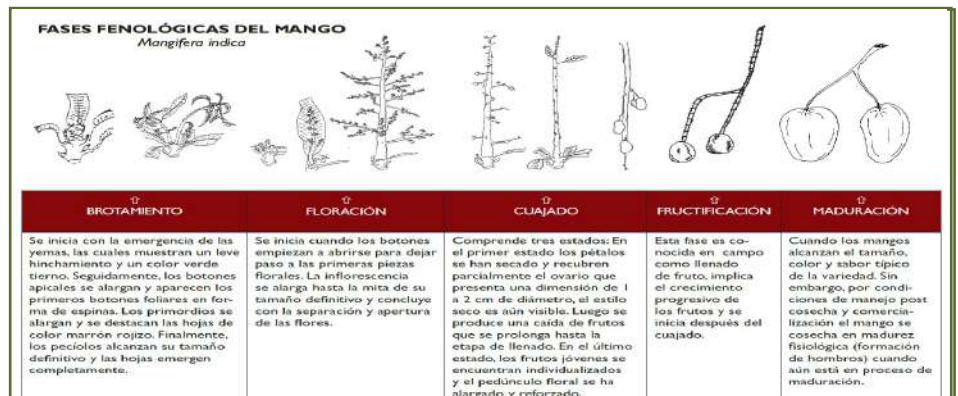 FASES FENOLÓGICAS DEL MANGO
Mangifera indica
BROTAMIENTO
Se inicia con la emergencia de las
yemas, las cuales muestran un leve
hinchamiento y un color verde
tierno. Seguidamente, los botones
apicales se alargan y aparecen los
primeros botones foliares en for-
ma de espinas. Los primordios se
alargan y se destacan las hojas de
color marrón rojizo. Finalmente,
los pecíolos alcanzan su tamaño
definitivo y las hojas emergen
completamente.
FLORACIÓN
Se inicia cuando los botones
empiezan a abrirse para dejar
paso a las primeras piezas
florales. La inflorescencia
se alarga hasta la mita de su
tamaño definitivo y concluye
con la separación y apertura
de las flores.
CUAJADO
Comprende tres estados: En
el primer estado los pétalos
se han secado y recubren
parcialmente el ovario que
presenta una dimensión de 1
a 2 cm de diámetro, el estilo
seco es aún visible. Luego se
produce una caída de frutos
que se prolonga hasta la
etapa de llenado. En el último
estado, los frutos jóvenes se
encuentran individualizados
y el pedúnculo floral se ha
alargado y reforzado.
FRUCTIFICACIÓN
Esta fase es co-
nocida en campo
como llenado
de fruto, implica
el crecimiento
progresivo de
los frutos y se
inicia después del
cuajado.
MADURACIÓN
Cuando los mangos
alcanzan el tamaño,
color y sabor típico
de la variedad. Sin
embargo, por condi-
ciones de manejo post
cosecha y comercia-
lización el mango se
cosecha en madurez
fisiológica (formación
de hombros) cuando
aún está en proceso de
maduración.